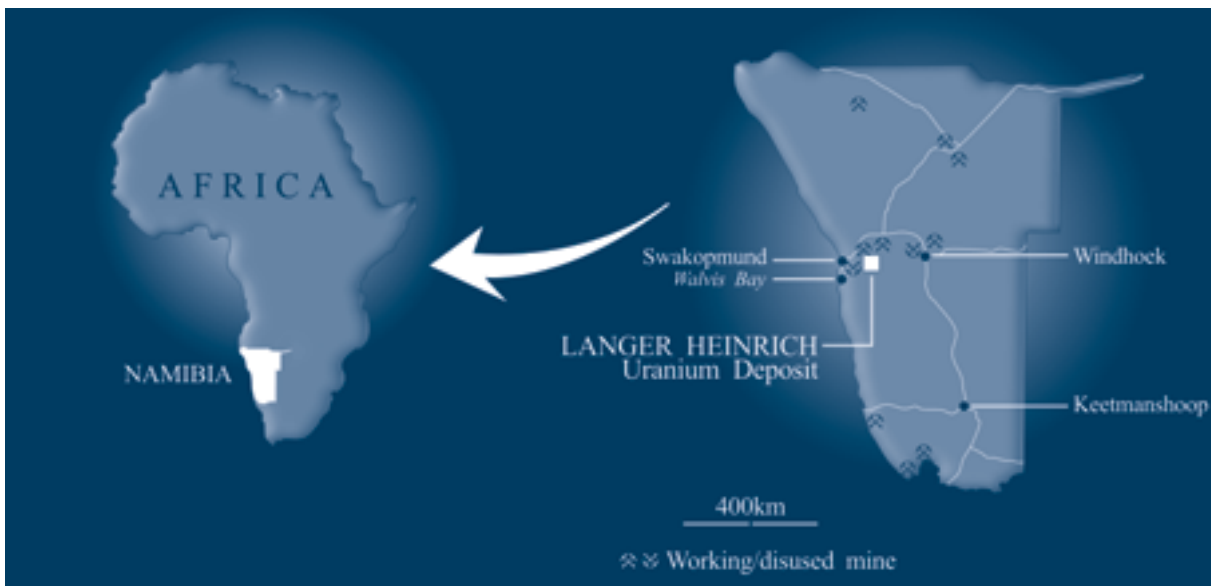 AFRICA
NAMIBIA
Swakopmund
Walvis Bay
Windhoek
LANGER HEINRICH
Uranium Deposit
Keetmanshoop
400km
Working/disused mine